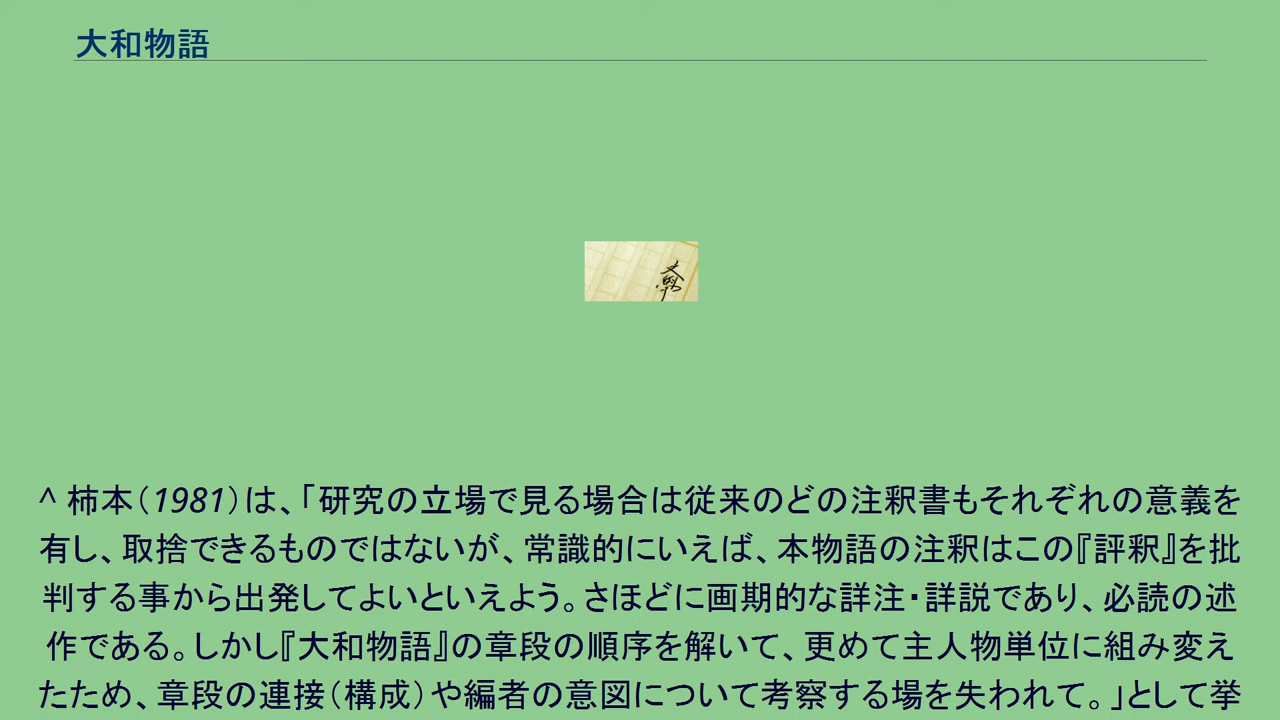 大和物語
^ 柿本（1981）は、「研究の立場で見る場合は従来のどの注釈書もそれぞれの意義を
有し、取捨できるものではないが、常識的にいえば、本物語の注釈はこの『評釈』を批
判する事から出発してよいといえよう。さほどに画期的な詳注・詳説であり、必読の述
作である。しかし『大和物語』の章段の順序を解いて、更めて主人物単位に組み変え
たため、章段の連接（構成）や編者の意図について考察する場を失われて。」として挙